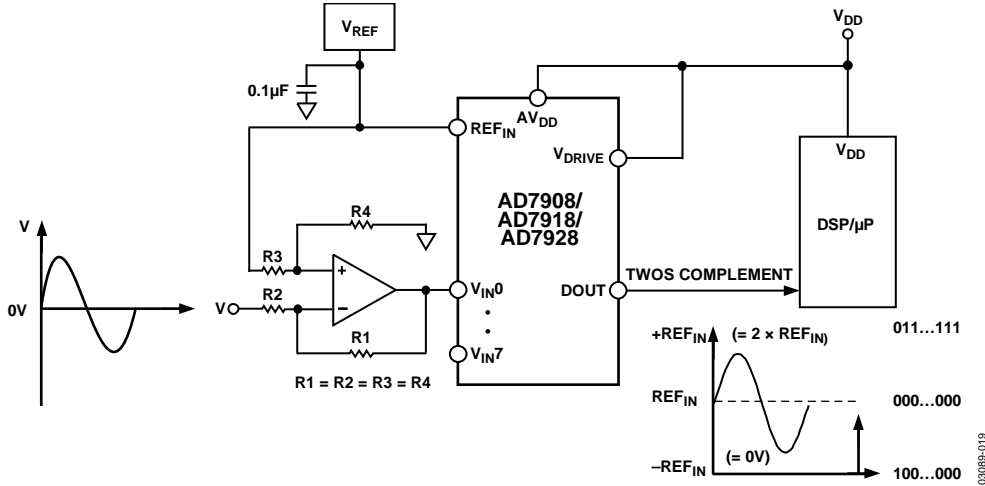 V_REF
V_DD
0.1µF
REF_IN
AV_DD
V_DRIVE
V_DD
AD7908/
AD7918/
AD7928
DSP/µP
R4
V
R3
0V
R2
V
+
–
V_IN0
DOUT
TWOS COMPLEMENT
R1
V_IN7
R1 = R2 = R3 = R4
+REF_IN
(= 2 × REF_IN)
011…111
REF_IN
000…000
–REF_IN
(= 0V)
100…000
03089-019